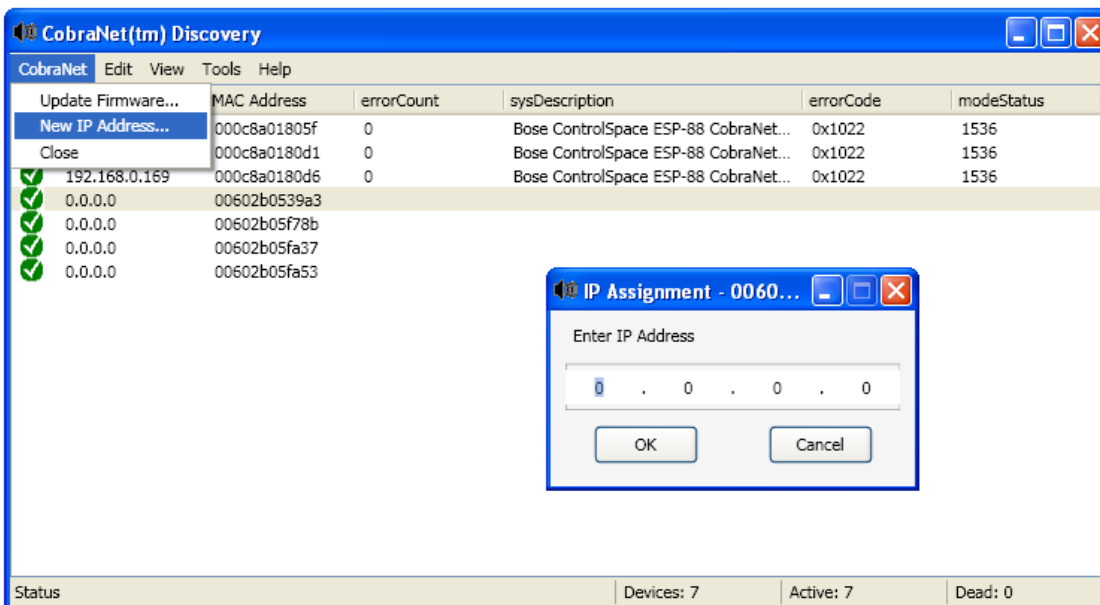 CobraNet(tm) Discovery
CobraNet Edit View Tools Help
Update Firmware... MAC Address errorCount sysDescription errorCode modeStatus
New IP Address... 000c8a01805f 0 Bose ControlSpace ESP-88 CobraNet... 0x1022 1536
Close 000c8a0180d1 0 Bose ControlSpace ESP-88 CobraNet... 0x1022 1536
192.168.0.169 000c8a0180d6 0 Bose ControlSpace ESP-88 CobraNet... 0x1022 1536
0.0.0.0 00602b0539a3
0.0.0.0 00602b05f78b
0.0.0.0 00602b05fa37
0.0.0.0 00602b05fa53
IP Assignment - 0060...
Enter IP Address
0 . 0 . 0 . 0
OK Cancel
Status Devices: 7 Active: 7 Dead: 0